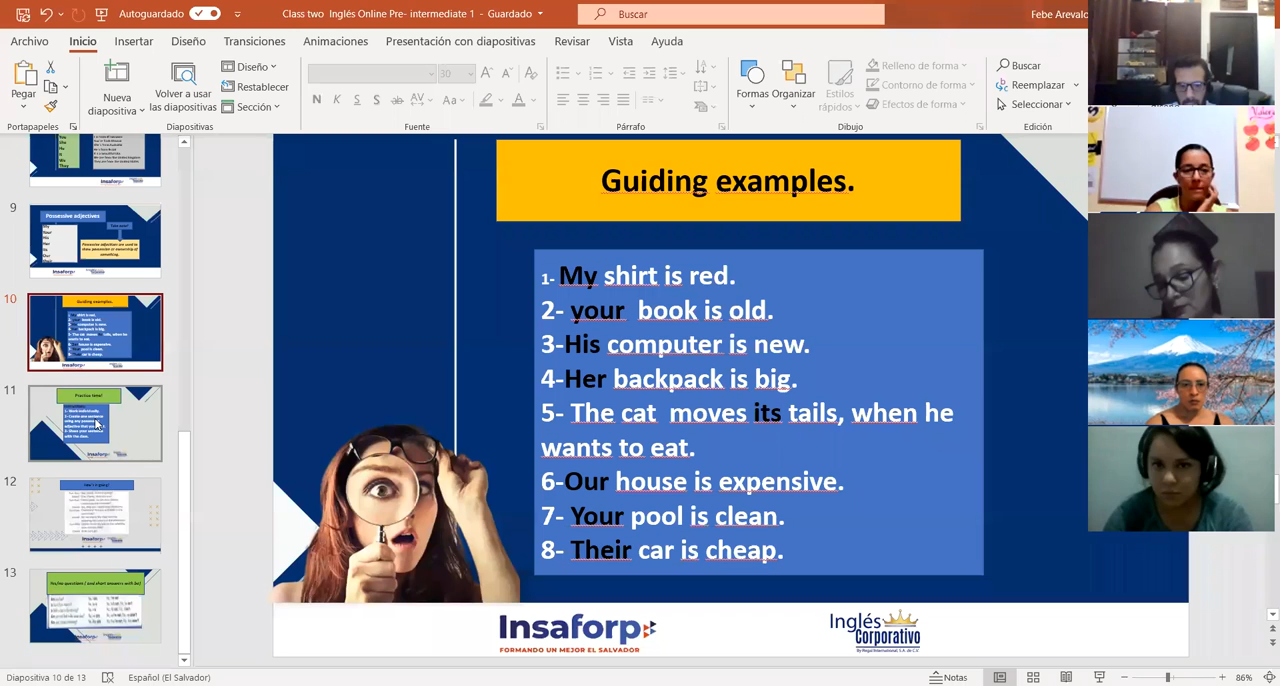 Autoguardado
Class two Inglés Online Pre- intermediate 1 - Guardado
Buscar
Febe Arevalo
Archivo Inicio Insertar Diseño Transiciones Animaciones Presentación con diapositivas Revisar Vista Ayuda
Pegar
Nueva diapositiva
Volver a usar las diapositivas
Diseño
Restablecer
Sección
30
N K S S ab AV Aa A
Formas
Organizar
Estilos rápidos
Relleno de forma
Contorno de forma
Efectos de forma
Buscar
Reemplazar
Seleccionar
Portapapeles Diapositivas Fuente Párrafo Dibujo Edición
9
Possessive adjectives
10
11
12
13
Guiding examples.
1- My shirt is red.
2- your book is old.
3-His computer is new.
4-Her backpack is big.
5- The cat moves its tails, when he
wants to eat.
6-Our house is expensive.
7- Your pool is clean.
8- Their car is cheap.
Insaforp
FORMANDO UN MEJOR EL SALVADOR
Inglés
Corporativo
Diapositiva 10 de 13 Español (El Salvador) Notas 86%